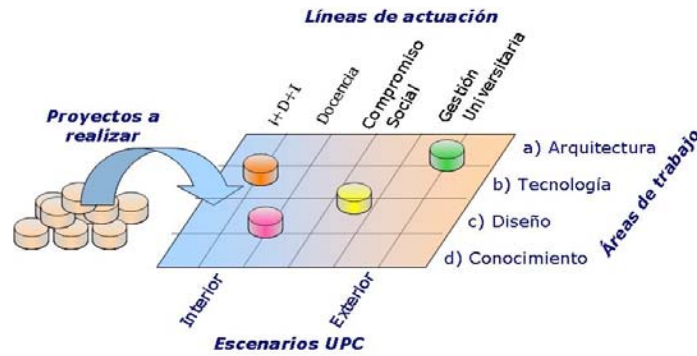 Líneas de actuación
Proyectos a
realizar
i+D+I
Docencia
Compromiso
Social
Gestión
Universitaria
a) Arquitectura
b) Tecnología
c) Diseño
d) Conocimiento
Áreas de trabajo
Interior
Exterior
Escenarios UPC